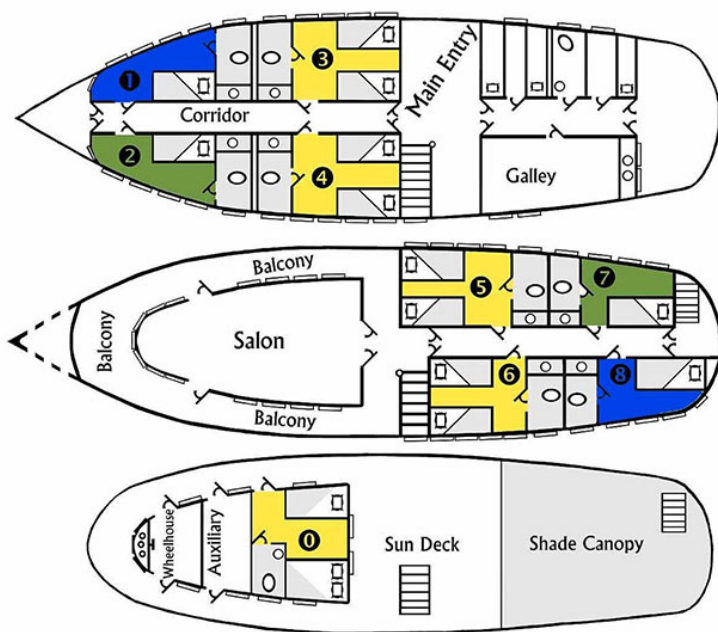 3
1
Corridor
Main Entry
2
4
Galley
Balcony
5
7
Balcony
Salon
6
8
Balcony
0
Wheelhouse
Auxiliary
Sun Deck
Shade Canopy